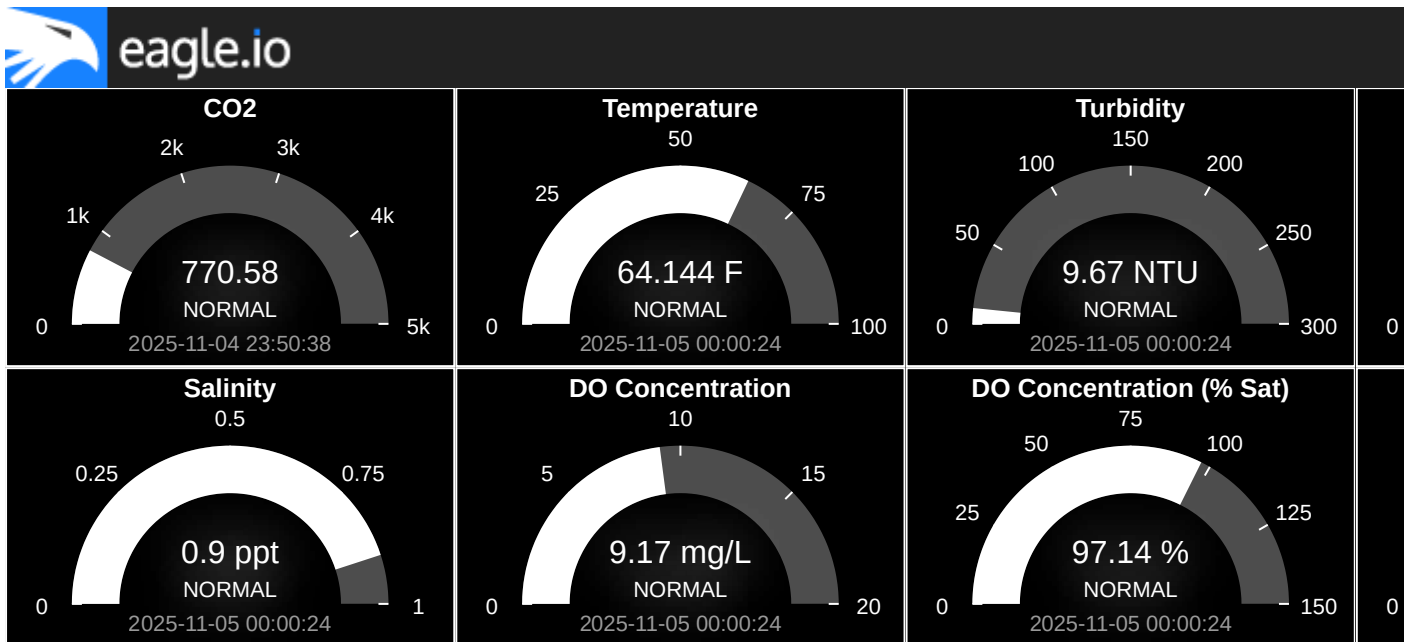 eagle.io
CO2
2k
3k
1k
4k
770.58
NORMAL
0
5k
2025-11-04 23:50:38
Temperature
50
25
75
64.144 F
NORMAL
0
100
2025-11-05 00:00:24
Turbidity
150
100
200
50
250
9.67 NTU
NORMAL
0
300
2025-11-05 00:00:24
0
Salinity
0.5
0.25
0.75
0.9 ppt
NORMAL
0
1
2025-11-05 00:00:24
DO Concentration
10
5
15
9.17 mg/L
NORMAL
0
20
2025-11-05 00:00:24
DO Concentration (% Sat)
75
50
100
25
125
97.14 %
NORMAL
0
150
2025-11-05 00:00:24
0